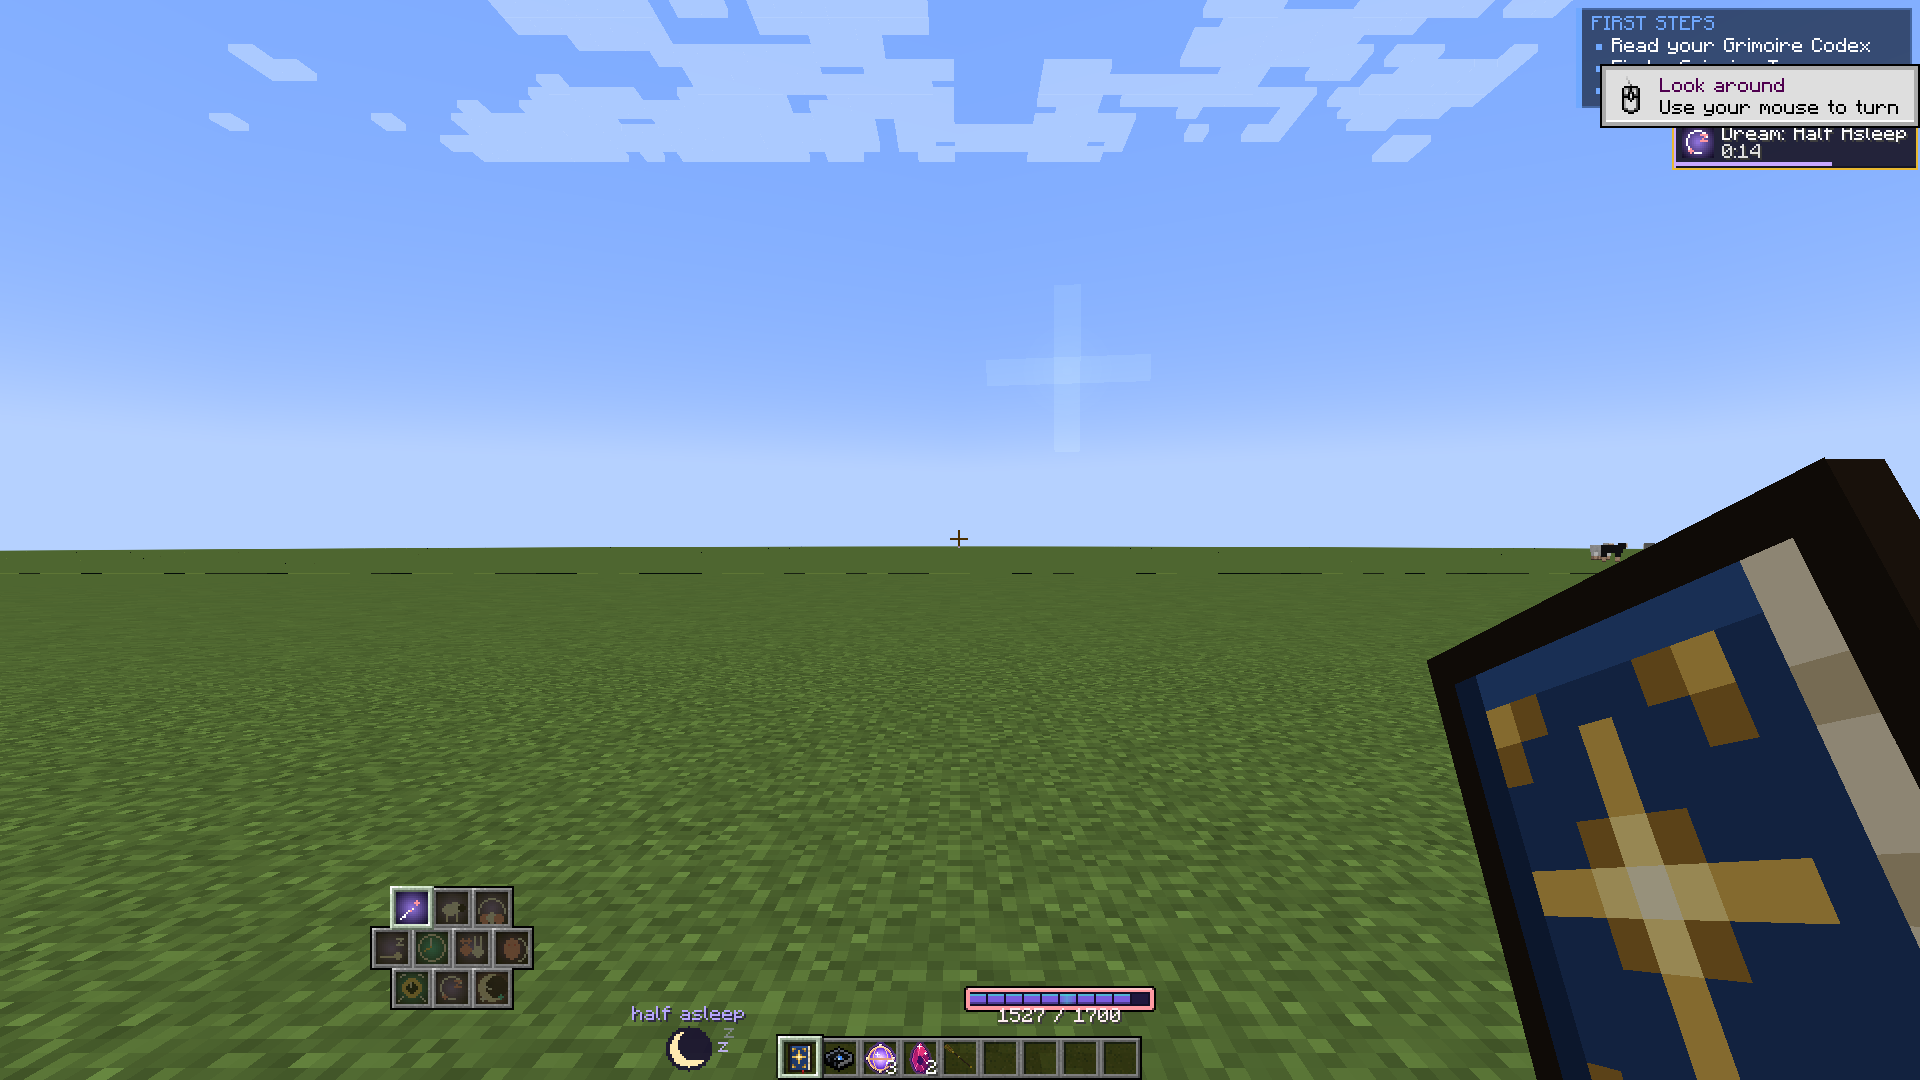 FIRST STEPS
Read your Grimoire Codex
Look around
Use your mouse to turn
Dream: Half Asleep
0:14
half asleep
z
z
1527 / 1700
3
2